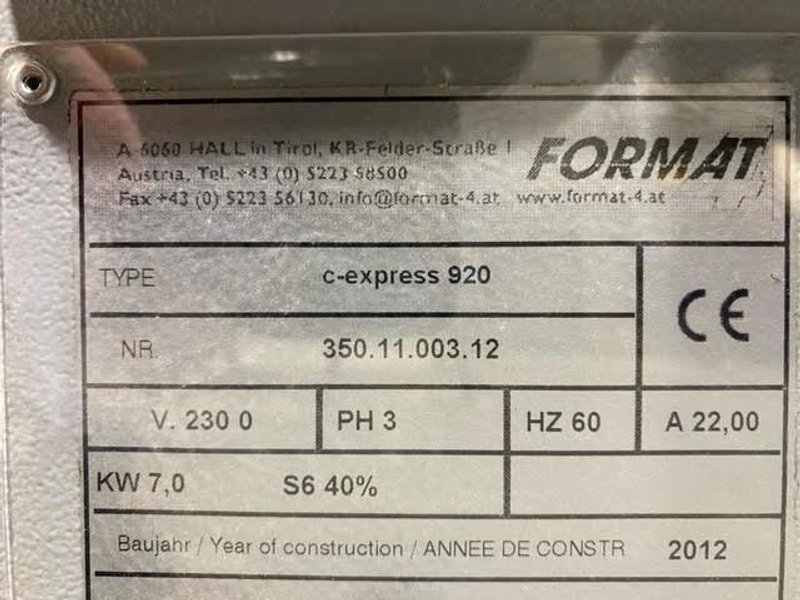 A 6060 HALL in Tirol, KR-Felder-Straße 1
Austria, Tel. +43 (0) 5223 58500
Fax +43 (0) 5223 56130, info@format-4.at www.format-4.at
FORMAT
TYPE c-express 920
CE
NR. 350.11.003.12
V. 230 0 PH 3 HZ 60 A 22,00
KW 7,0 S6 40%
Baujahr / Year of construction / ANNEE DE CONSTR 2012